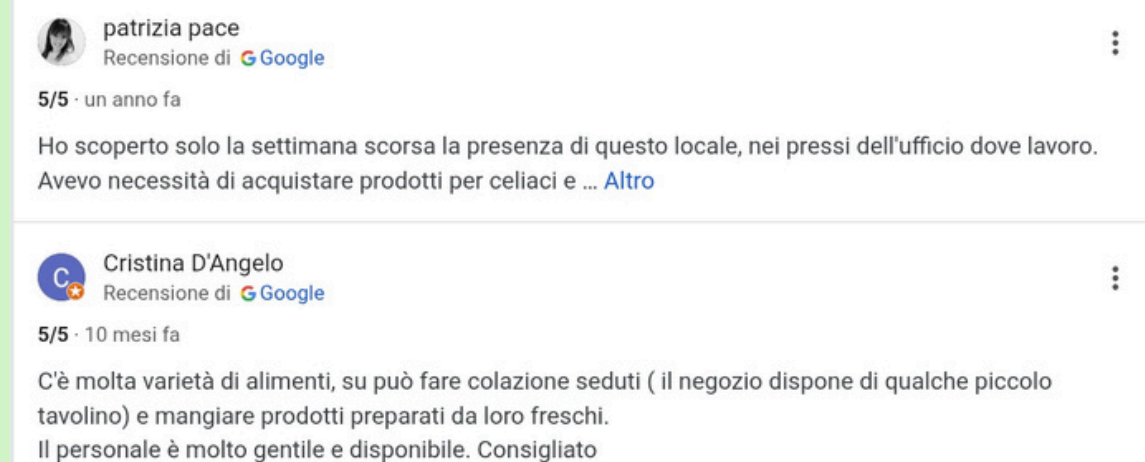 patrizia pace
Recensione di G Google
5/5 · un anno fa
Ho scoperto solo la settimana scorsa la presenza di questo locale, nei pressi dell'ufficio dove lavoro.
Avevo necessità di acquistare prodotti per celiaci e ... Altro
C
Cristina D'Angelo
Recensione di G Google
5/5 · 10 mesi fa
C'è molta varietà di alimenti, su può fare colazione seduti ( il negozio dispone di qualche piccolo
tavolino) e mangiare prodotti preparati da loro freschi.
Il personale è molto gentile e disponibile. Consigliato